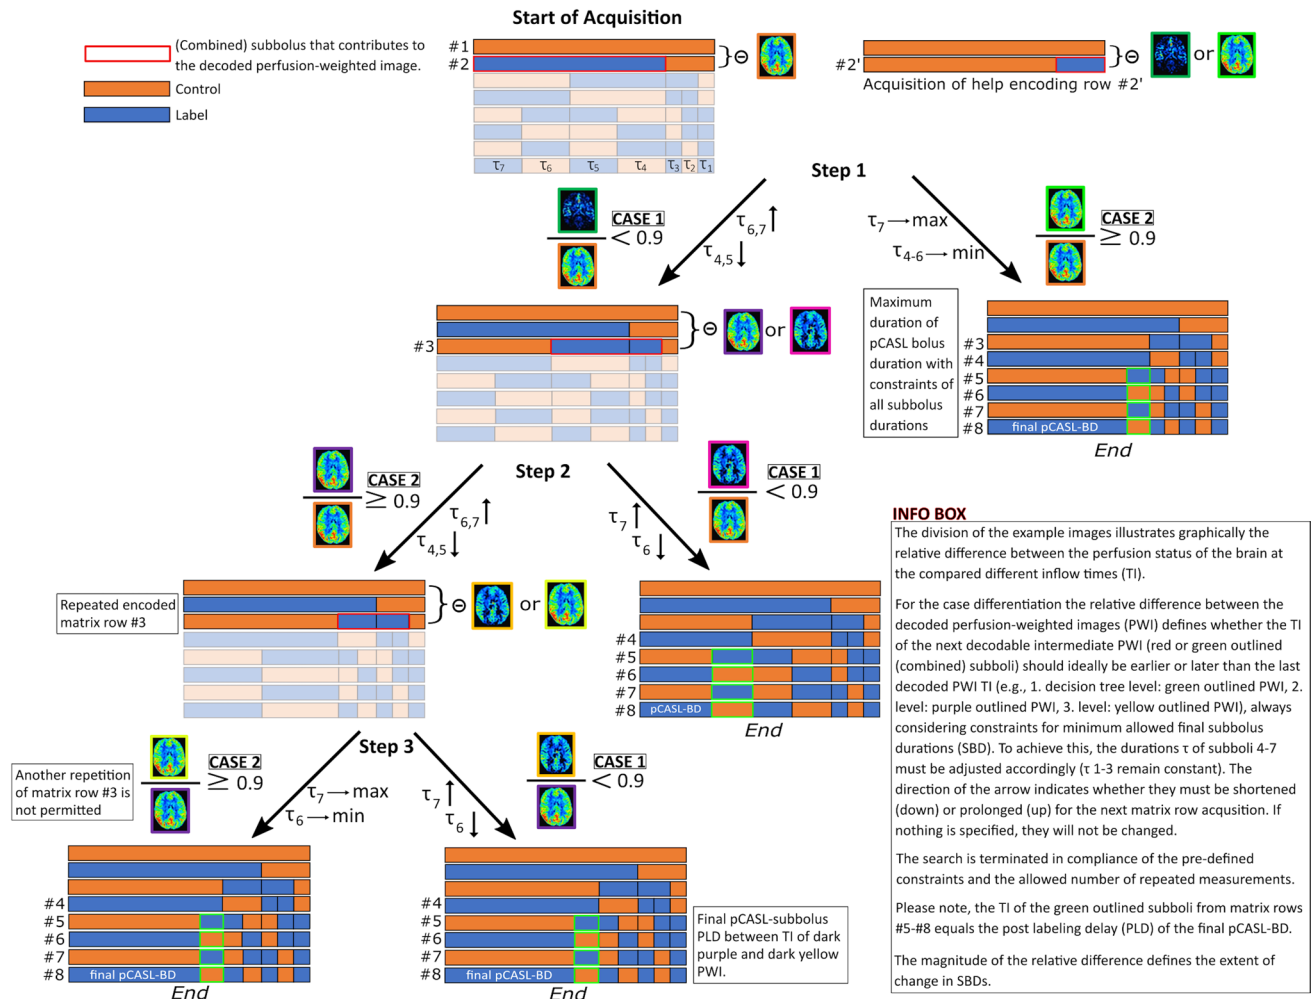 Start of Acquisition
(Combined) subbolus that contributes to
the decoded perfusion-weighted image.
Control
Label
#1
#2
⊖
τ7 τ6 τ5 τ4 τ3 τ2 τ1
#2'
⊖
or
Acquisition of help encoding row #2'
Step 1
CASE 1
< 0.9
τ6,7 ↑
τ4,5 ↓
τ7 → max
τ4-6 → min
CASE 2
≥ 0.9
#3
⊖
or
Maximum
duration of
pCASL bolus
duration with
constraints of
all subbolus
durations
#3
#4
#5
#6
#7
#8 final pCASL-BD
End
Step 2
CASE 2
≥ 0.9
τ6,7 ↑
τ4,5 ↓
τ7 ↑
τ6 ↓
CASE 1
< 0.9
Repeated encoded
matrix row #3
⊖
or
#4
#5
#6
#7
#8 pCASL-BD
End
Step 3
Another repetition
of matrix row #3 is
not permitted
CASE 2
≥ 0.9
τ7 → max
τ6 → min
τ7 ↑
τ6 ↓
CASE 1
< 0.9
#4
#5
#6
#7
#8 final pCASL-BD
End
#4
#5
#6
#7
#8 final pCASL-BD
End
Final pCASL-subbolus
PLD between TI of dark
purple and dark yellow
PWI.
INFO BOX
The division of the example images illustrates graphically the
relative difference between the perfusion status of the brain at
the compared different inflow times (TI).
For the case differentiation the relative difference between the
decoded perfusion-weighted images (PWI) defines whether the TI
of the next decodable intermediate PWI (red or green outlined
(combined) subboli) should ideally be earlier or later than the last
decoded PWI TI (e.g., 1. decision tree level: green outlined PWI, 2.
level: purple outlined PWI, 3. level: yellow outlined PWI), always
considering constraints for minimum allowed final subbolus
durations (SBD). To achieve this, the durations τ of subboli 4-7
must be adjusted accordingly (τ 1-3 remain constant). The
direction of the arrow indicates whether they must be shortened
(down) or prolonged (up) for the next matrix row acqusition. If
nothing is specified, they will not be changed.
The search is terminated in compliance of the pre-defined
constraints and the allowed number of repeated measurements.
Please note, the TI of the green outlined subboli from matrix rows
#5-#8 equals the post labeling delay (PLD) of the final pCASL-BD.
The magnitude of the relative difference defines the extent of
change in SBDs.